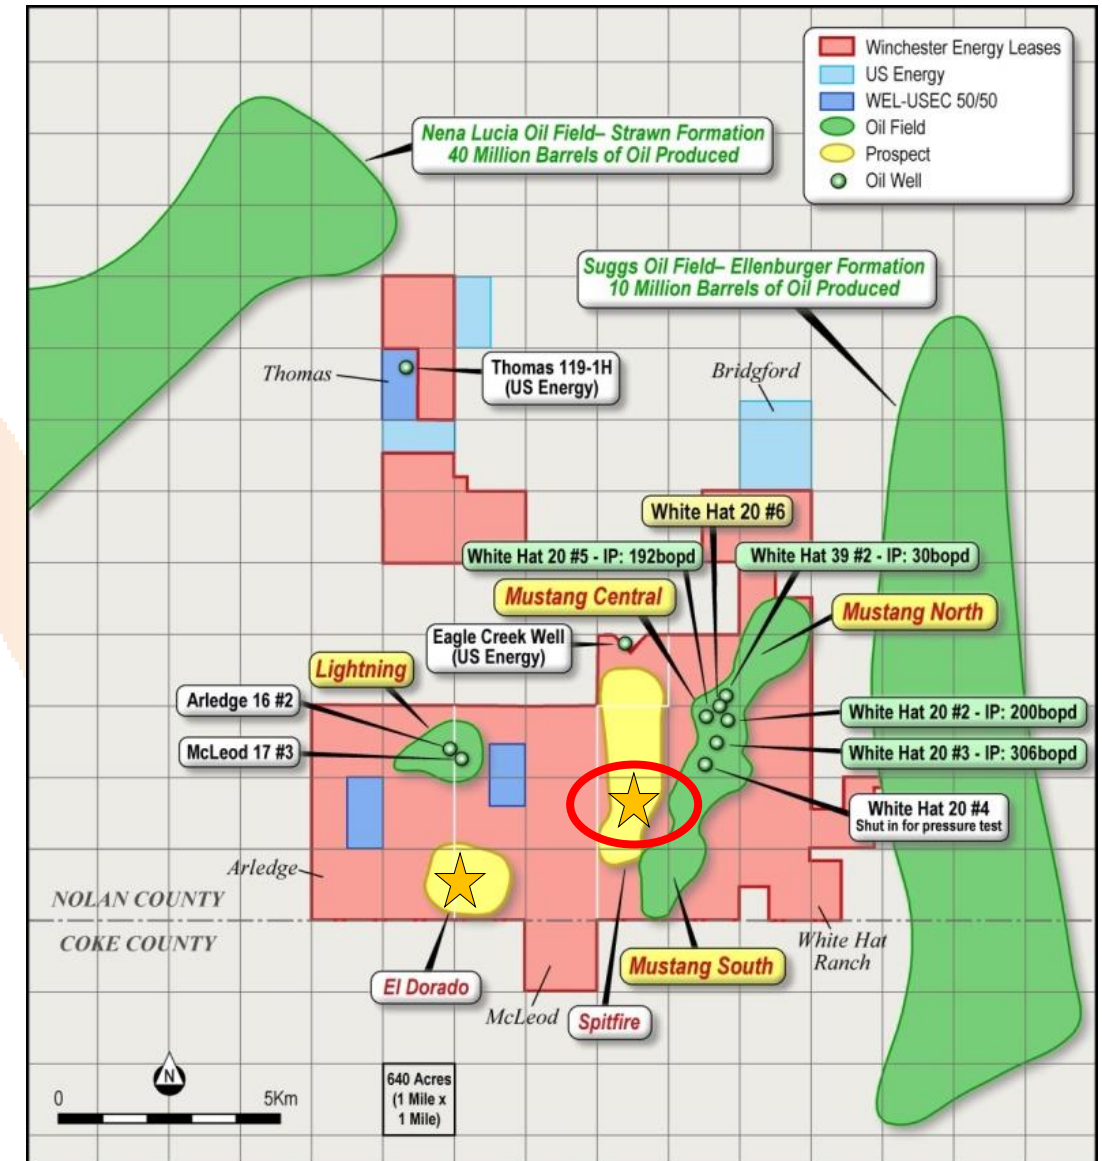 Winchester Energy Leases
US Energy
WEL-USEC 50/50
Oil Field
Prospect
Oil Well
Nena Lucia Oil Field– Strawn Formation
40 Million Barrels of Oil Produced
Suggs Oil Field– Ellenburger Formation
10 Million Barrels of Oil Produced
Thomas
Thomas 119-1H
(US Energy)
Bridgford
White Hat 20 #6
White Hat 20 #5 - IP: 192bopd
White Hat 39 #2 - IP: 30bopd
Mustang Central
Mustang North
Eagle Creek Well
(US Energy)
Lightning
Arledge 16 #2
White Hat 20 #2 - IP: 200bopd
McLeod 17 #3
White Hat 20 #3 - IP: 306bopd
White Hat 20 #4
Shut in for pressure test
Arledge
NOLAN COUNTY
COKE COUNTY
White Hat
Ranch
Mustang South
El Dorado
McLeod
Spitfire
N
0
5Km
640 Acres
(1 Mile x
1 Mile)